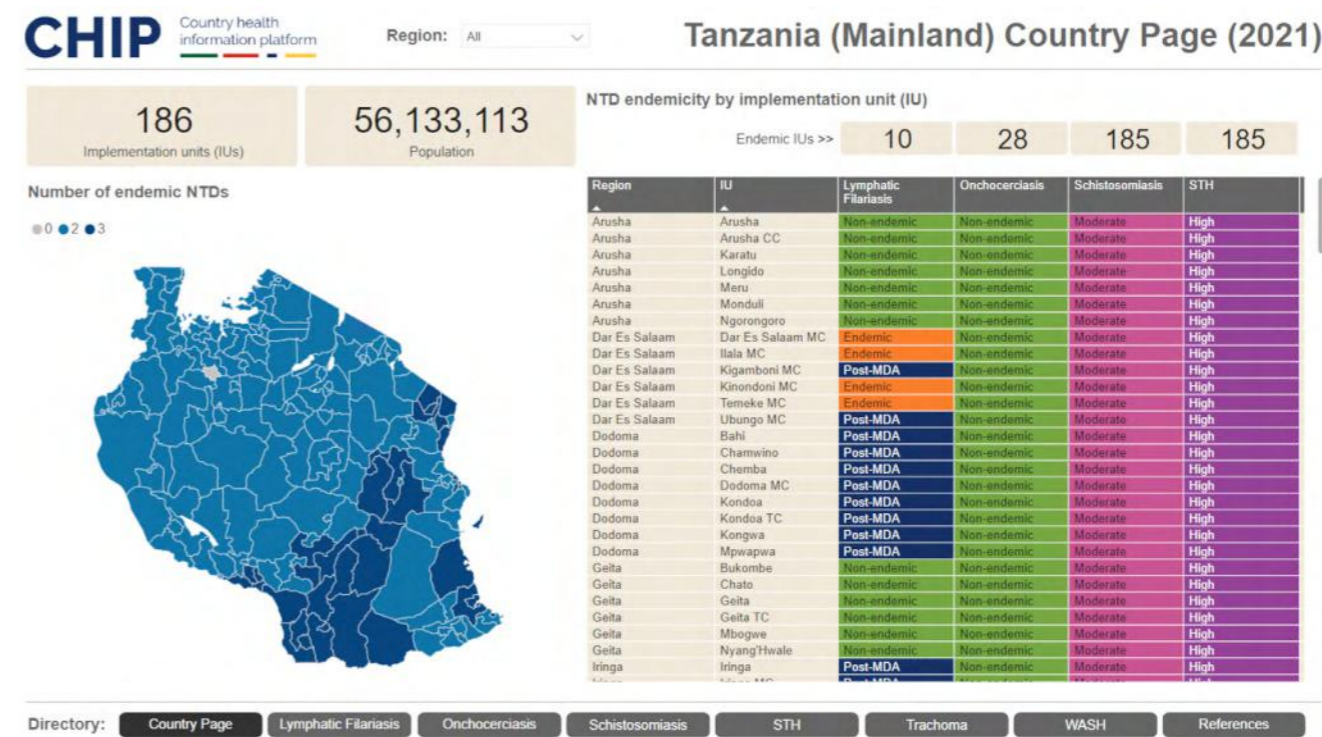 CHIP Country health information platform
Region: All
Tanzania (Mainland) Country Page (2021)
186
Implementation units (IUs)
56,133,113
Population
NTD endemicity by implementation unit (IU)
Endemic IUs >> 10 28 185 185
Number of endemic NTDs
0 2 3
Region IU Lymphatic Filariasis Onchocerciasis Schistosomiasis STH
Arusha Arusha Non-endemic Non-endemic Moderate High
Arusha Arusha CC Non-endemic Non-endemic Moderate High
Arusha Karatu Non-endemic Non-endemic Moderate High
Arusha Longido Non-endemic Non-endemic Moderate High
Arusha Meru Non-endemic Non-endemic Moderate High
Arusha Monduli Non-endemic Non-endemic Moderate High
Arusha Ngorongoro Non-endemic Non-endemic Moderate High
Dar Es Salaam Dar Es Salaam MC Endemic Non-endemic Moderate High
Dar Es Salaam Ilala MC Endemic Non-endemic Moderate High
Dar Es Salaam Kigamboni MC Post-MDA Non-endemic Moderate High
Dar Es Salaam Kinondoni MC Endemic Non-endemic Moderate High
Dar Es Salaam Temeke MC Endemic Non-endemic Moderate High
Dar Es Salaam Ubungo MC Post-MDA Non-endemic Moderate High
Dodoma Bahi Post-MDA Non-endemic Moderate High
Dodoma Chamwino Post-MDA Non-endemic Moderate High
Dodoma Chemba Post-MDA Non-endemic Moderate High
Dodoma Dodoma MC Post-MDA Non-endemic Moderate High
Dodoma Kondoa Post-MDA Non-endemic Moderate High
Dodoma Kondoa TC Post-MDA Non-endemic Moderate High
Dodoma Kongwa Post-MDA Non-endemic Moderate High
Dodoma Mpwapwa Post-MDA Non-endemic Moderate High
Geita Bukombe Non-endemic Non-endemic Moderate High
Geita Chato Non-endemic Non-endemic Moderate High
Geita Geita Non-endemic Non-endemic Moderate High
Geita Geita TC Non-endemic Non-endemic Moderate High
Geita Mbogwe Non-endemic Non-endemic Moderate High
Geita Nyang'Hwale Non-endemic Non-endemic Moderate High
Iringa Iringa Post-MDA Non-endemic Moderate High
Directory: Country Page Lymphatic Filariasis Onchocerciasis Schistosomiasis STH Trachoma WASH References